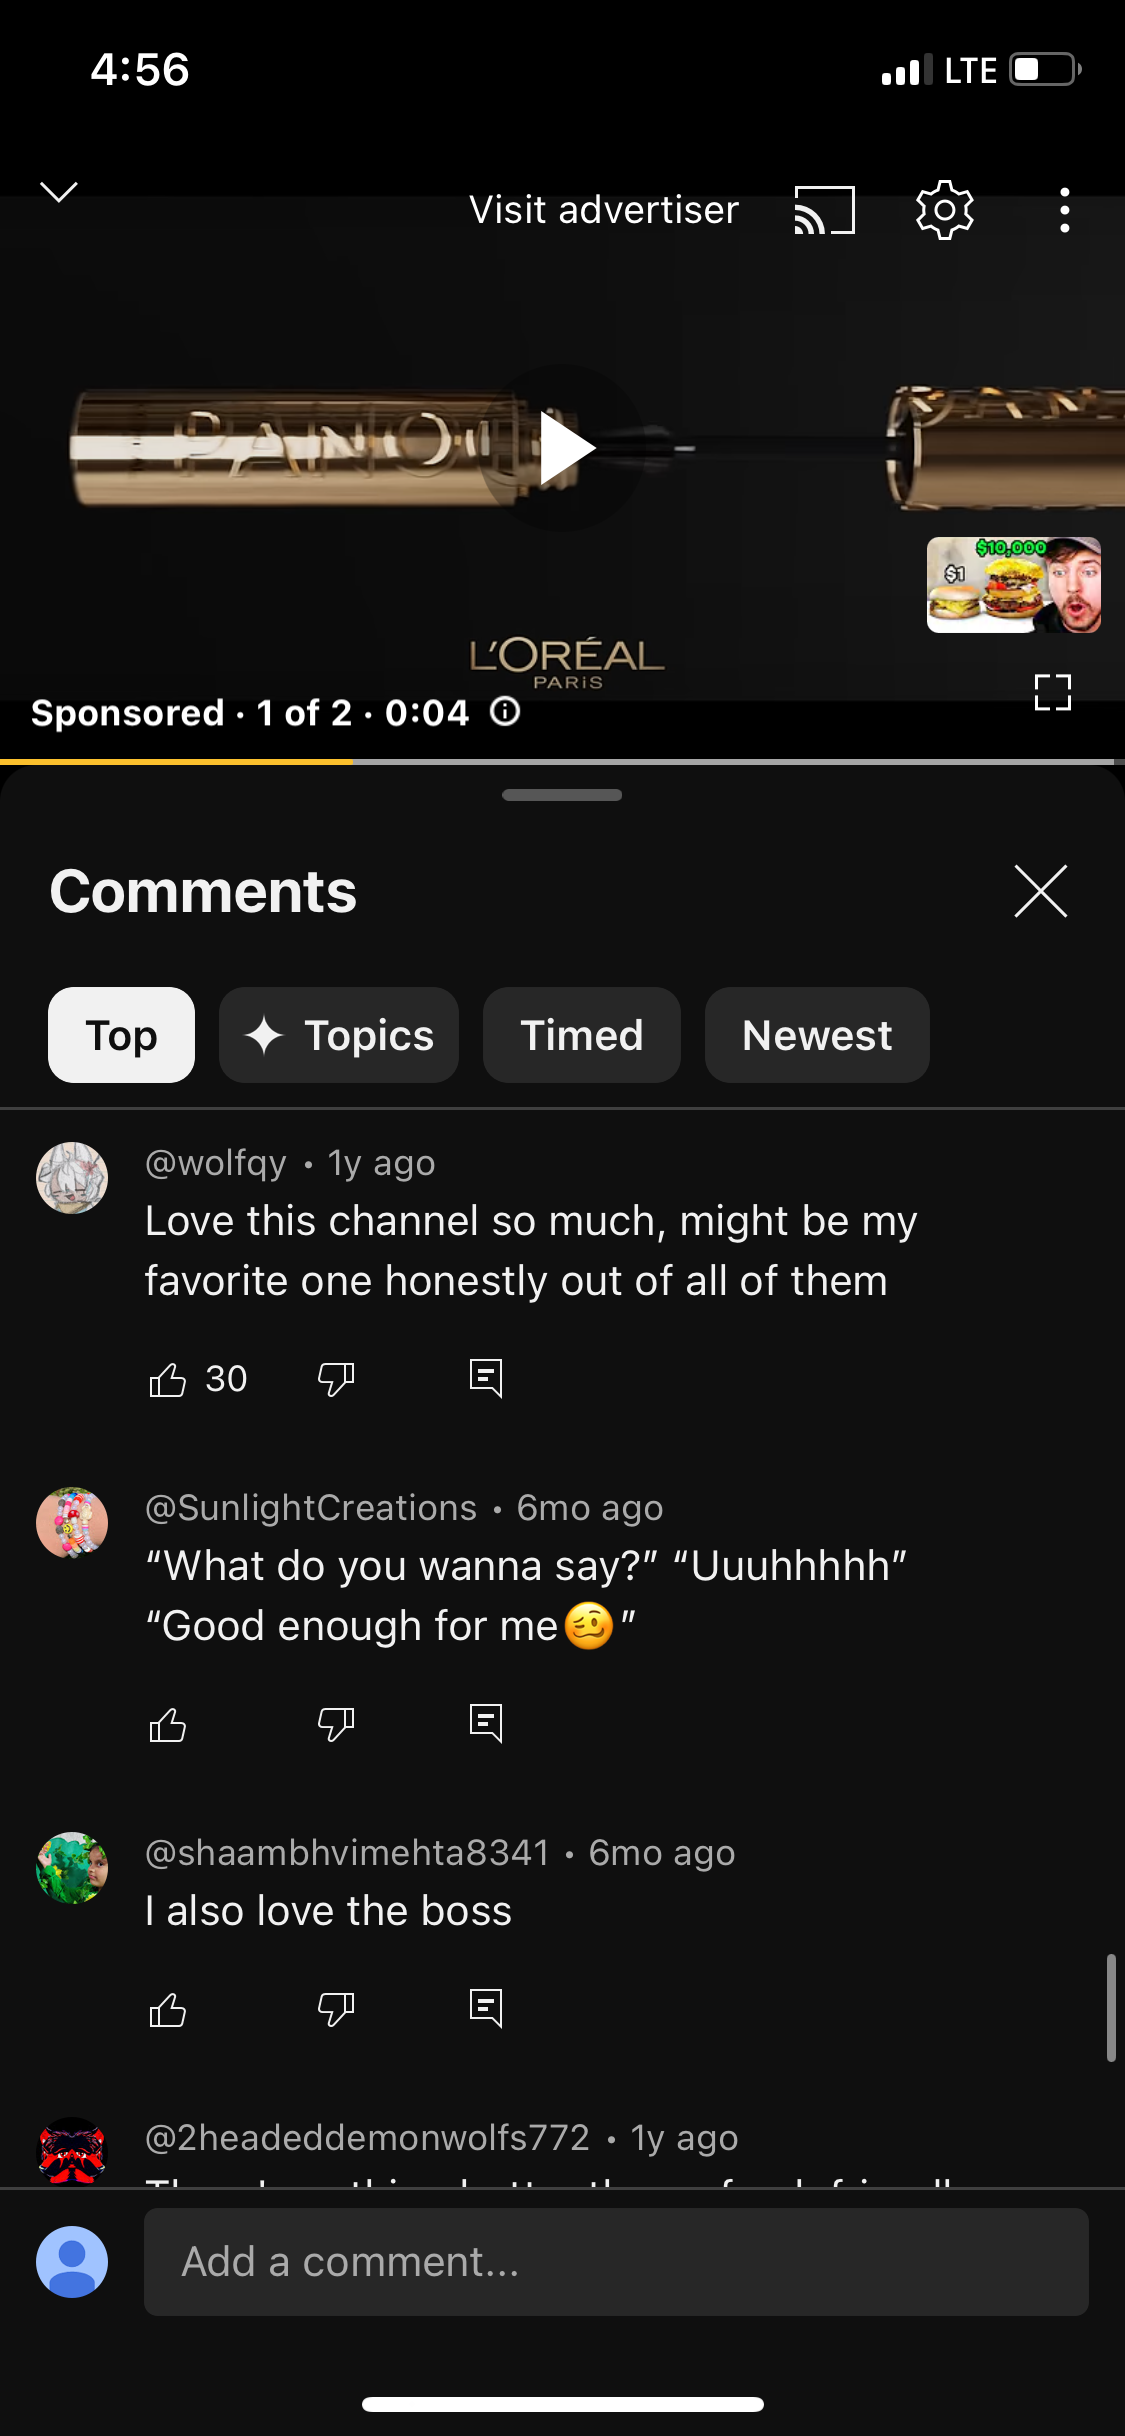 4:56
LTE
Visit advertiser
PANO
$10,000
$1
L'ORÉAL
PARIS
Sponsored · 1 of 2 · 0:04
Comments
Top
Topics
Timed
Newest
@wolfqy · 1y ago
Love this channel so much, might be my
favorite one honestly out of all of them
30
@SunlightCreations · 6mo ago
“What do you wanna say?” “Uuuhhhhh”
“Good enough for me🥴”
@shaambhvimehta8341 · 6mo ago
I also love the boss
@2headeddemonwolfs772 · 1y ago
Add a comment...